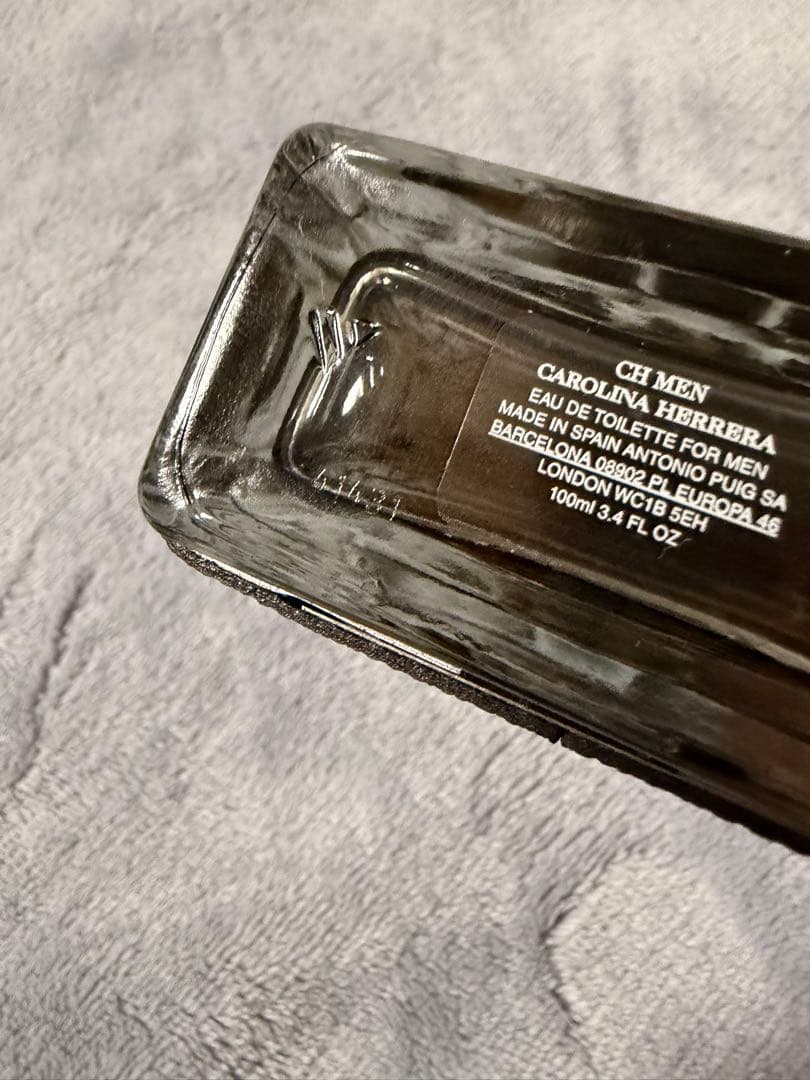 CH MEN
CAROLINA HERRERA
EAU DE TOILETTE FOR MEN
MADE IN SPAIN ANTONIO PUIG SA
BARCELONA 08902 PL EUROPA 46
LONDON WC1B 5EH
100ml 3.4 FL OZ
41431